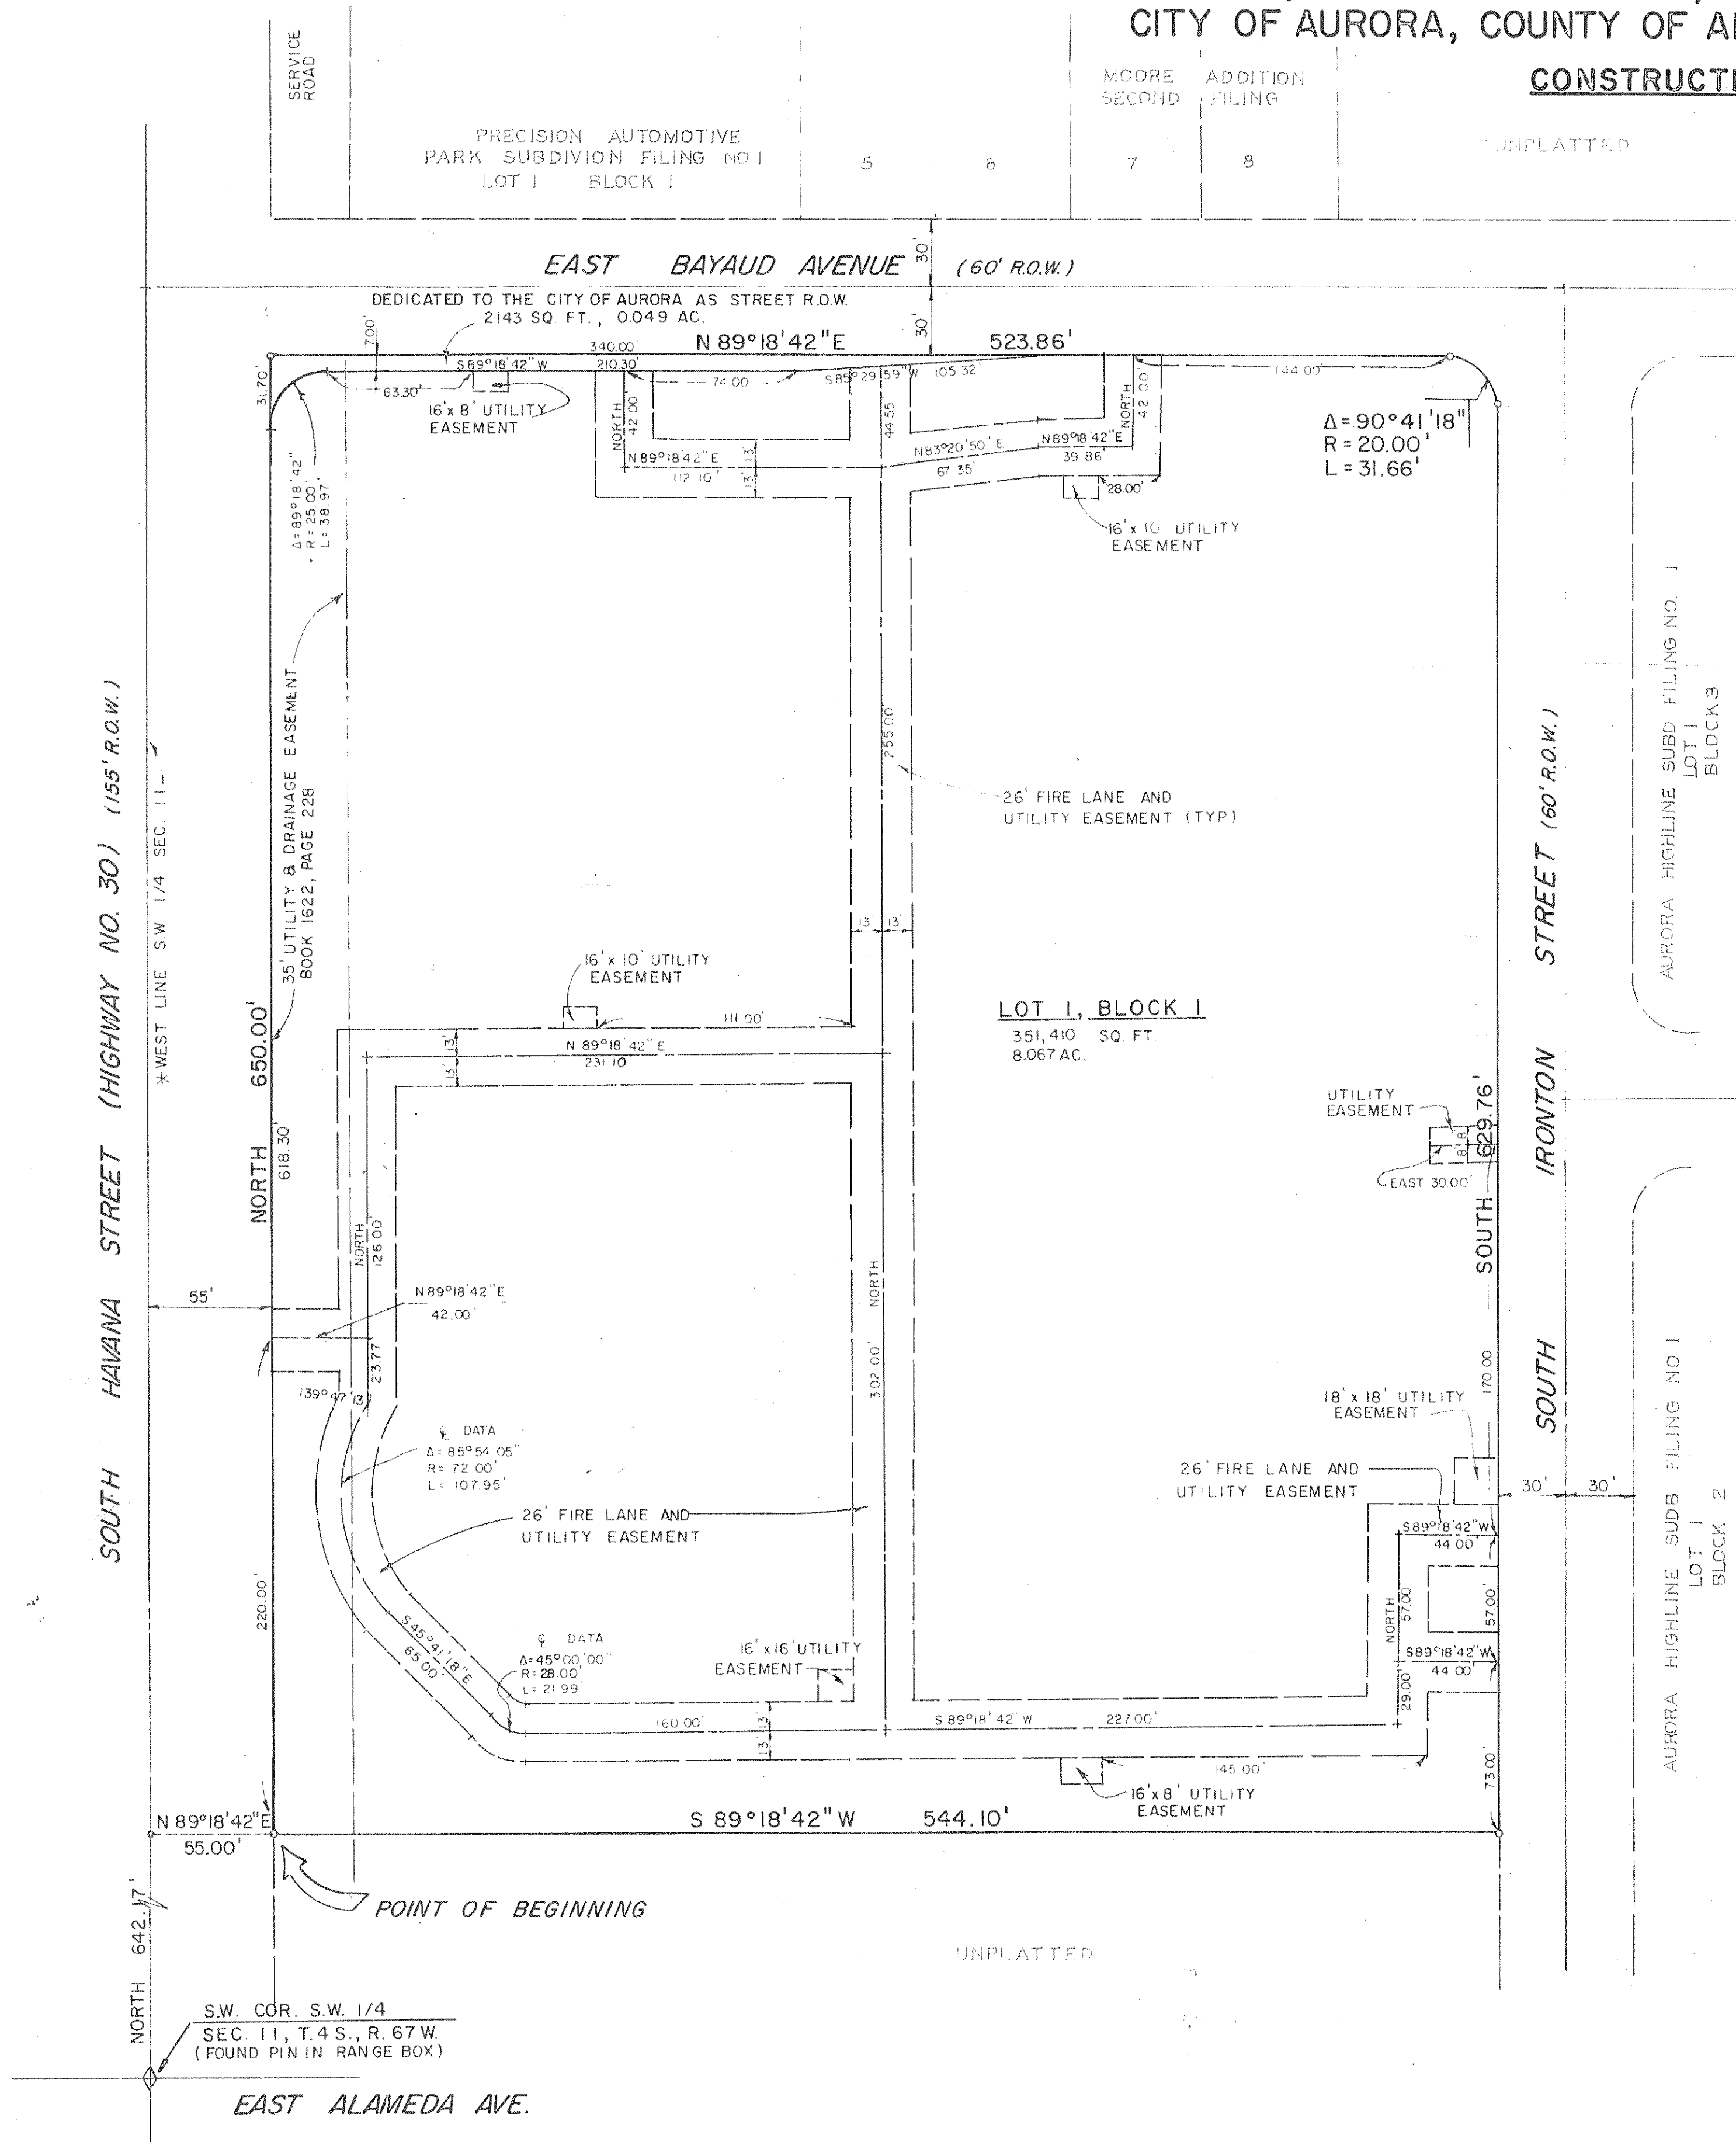 CITY OF AURORA, COUNTY OF
CONSTRUCTI
SERVICE
ROAD
MOORE ADDITION
SECOND FILING
PRECISION AUTOMOTIVE
PARK SUBDIVION FILING NO 1
LOT 1 BLOCK 1
5
6
7
8
UNPLATTED
30'
EAST BAYAUD AVENUE (60' R.O.W.)
DEDICATED TO THE CITY OF AURORA AS STREET R.O.W.
2143 SQ. FT., 0.049 AC.
30'
7.00'
340.00'
N 89°18'42"E 523.86'
S89°18'42"W 210.30'
31.70'
63.30'
74.00'
S85°29'59"W 105.32'
144.00'
16'x 8' UTILITY
EASEMENT
NORTH
42.00
44.55'
NORTH
42.00'
Δ=90°41'18"
R=20.00'
L=31.66'
N89°18'42"E
112.10'
13'
13'
N83°20'50"E
67.35'
N89°18'42"E
39.86'
28.00'
Δ=89°18'42"
R=25.00'
L=38.97'
16'x 10' UTILITY
EASEMENT
35' UTILITY & DRAINAGE EASEMENT
BOOK 1622, PAGE 228
255.00'
26' FIRE LANE AND
UTILITY EASEMENT (TYP)
13' 13'
SOUTH HAVANA STREET (HIGHWAY NO. 30) (155' R.O.W.)
*WEST LINE S.W. 1/4 SEC. 11
AURORA HIGHLINE SUBD FILING NO. 1
LOT 1
BLOCK 3
16'x 10' UTILITY
EASEMENT
111.00'
LOT 1, BLOCK 1
351,410 SQ. FT.
8.067 AC.
13'
13'
N 89°18'42"E
231.10'
NORTH 650.00'
618.30'
UTILITY
EASEMENT
8' 8'
EAST 30.00'
SOUTH 629.76'
SOUTH IRONTON STREET (60' R.O.W.)
NORTH
126.00'
55'
N89°18'42"E
42.00'
23.77
139°47'13"
NORTH
302.00'
170.00'
18'x 18' UTILITY
EASEMENT
℄ DATA
Δ=85°54'05"
R=72.00'
L=107.95'
26' FIRE LANE AND
UTILITY EASEMENT
26' FIRE LANE AND
UTILITY EASEMENT
30' 30'
S89°18'42"W
44.00'
AURORA HIGHLINE SUDB. FILING NO 1
LOT 1
BLOCK 2
220.00'
S45°41'18"E
65.00'
℄ DATA
Δ=45°00'00"
R=28.00'
L=21.99'
16'x16' UTILITY
EASEMENT
NORTH
57.00
57.00'
S89°18'42"W
44.00'
29.00'
160.00'
13'
13'
S 89°18'42"W 227.00'
145.00'
73.00'
16'x8' UTILITY
EASEMENT
N 89°18'42"E
55.00'
S 89°18'42"W 544.10'
POINT OF BEGINNING
NORTH 642.17'
UNPLATTED
S.W. COR. S.W. 1/4
SEC. 11, T.4S., R.67W.
(FOUND PIN IN RANGE BOX)
EAST ALAMEDA AVE.